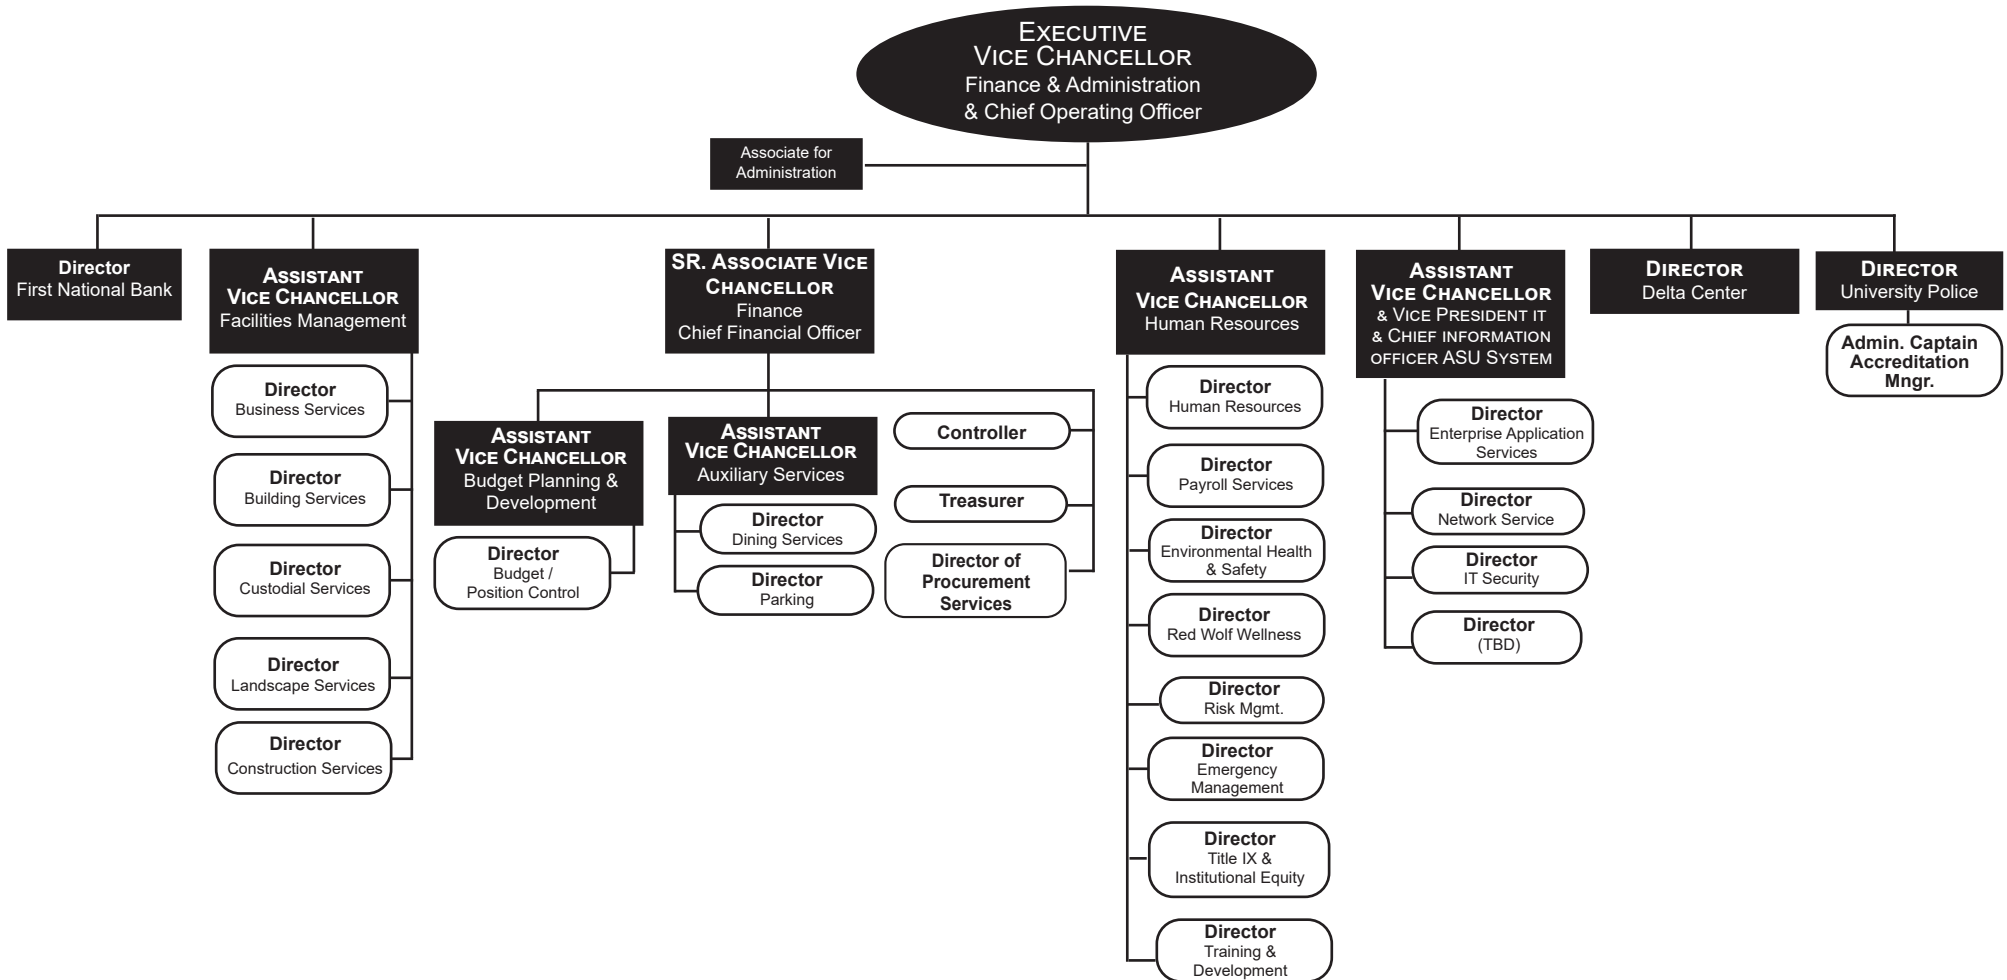 EXECUTIVE
VICE CHANCELLOR
Finance & Administration
& Chief Operating Officer
Associate for
Administration
Director
First National Bank
ASSISTANT
VICE CHANCELLOR
Facilities Management
Director
Business Services
Director
Building Services
Director
Custodial Services
Director
Landscape Services
Director
Construction Services
SR. ASSOCIATE VICE
CHANCELLOR
Finance
Chief Financial Officer
ASSISTANT
VICE CHANCELLOR
Budget Planning &
Development
Director
Budget /
Position Control
ASSISTANT
VICE CHANCELLOR
Auxiliary Services
Director
Dining Services
Director
Parking
Controller
Treasurer
Director of
Procurement
Services
ASSISTANT
VICE CHANCELLOR
Human Resources
Director
Human Resources
Director
Payroll Services
Director
Environmental Health
& Safety
Director
Red Wolf Wellness
Director
Risk Mgmt.
Director
Emergency
Management
Director
Title IX &
Institutional Equity
Director
Training &
Development
ASSISTANT
VICE CHANCELLOR
& VICE PRESIDENT IT
& CHIEF INFORMATION
OFFICER ASU SYSTEM
Director
Enterprise Application
Services
Director
Network Service
Director
IT Security
Director
(TBD)
DIRECTOR
Delta Center
DIRECTOR
University Police
Admin. Captain
Accreditation
Mngr.